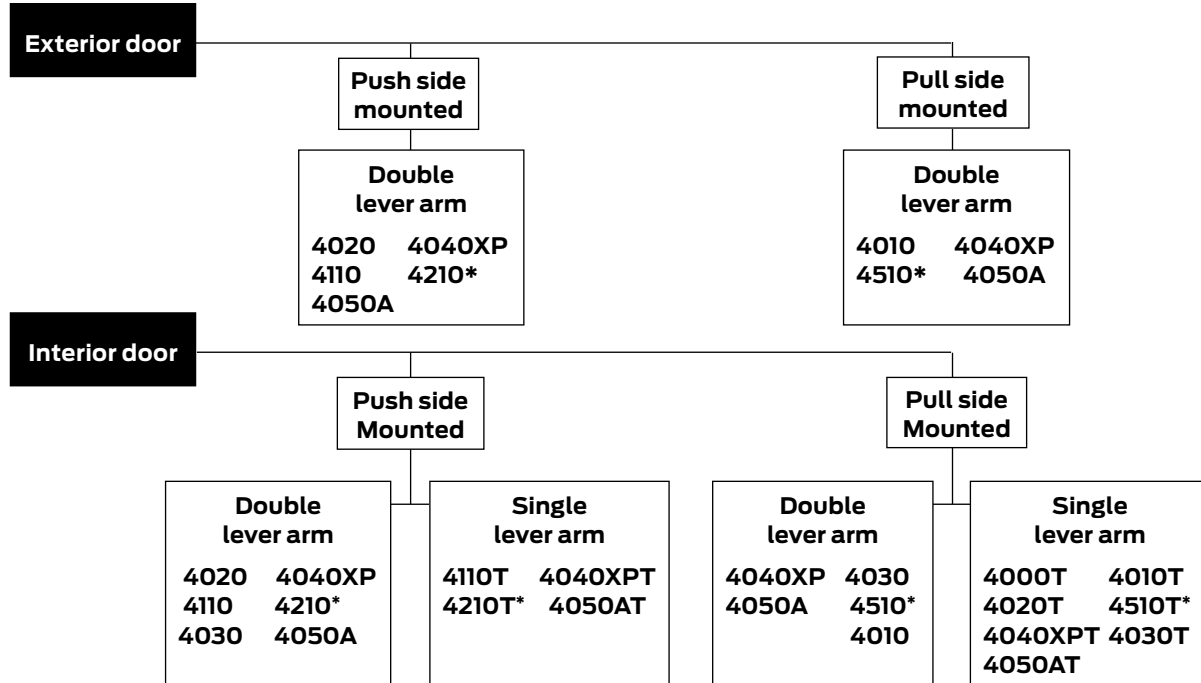 Exterior door
Push side
mounted
Pull side
mounted
Double
lever arm
4020 4040XP
4110 4210*
4050A
Double
lever arm
4010 4040XP
4510* 4050A
Interior door
Push side
Mounted
Pull side
Mounted
Double
lever arm
4020 4040XP
4110 4210*
4030 4050A
Single
lever arm
4110T 4040XPT
4210T* 4050AT
Double
lever arm
4040XP 4030
4050A 4510*
4010
Single
lever arm
4000T 4010T
4020T 4510T*
4040XPT 4030T
4050AT